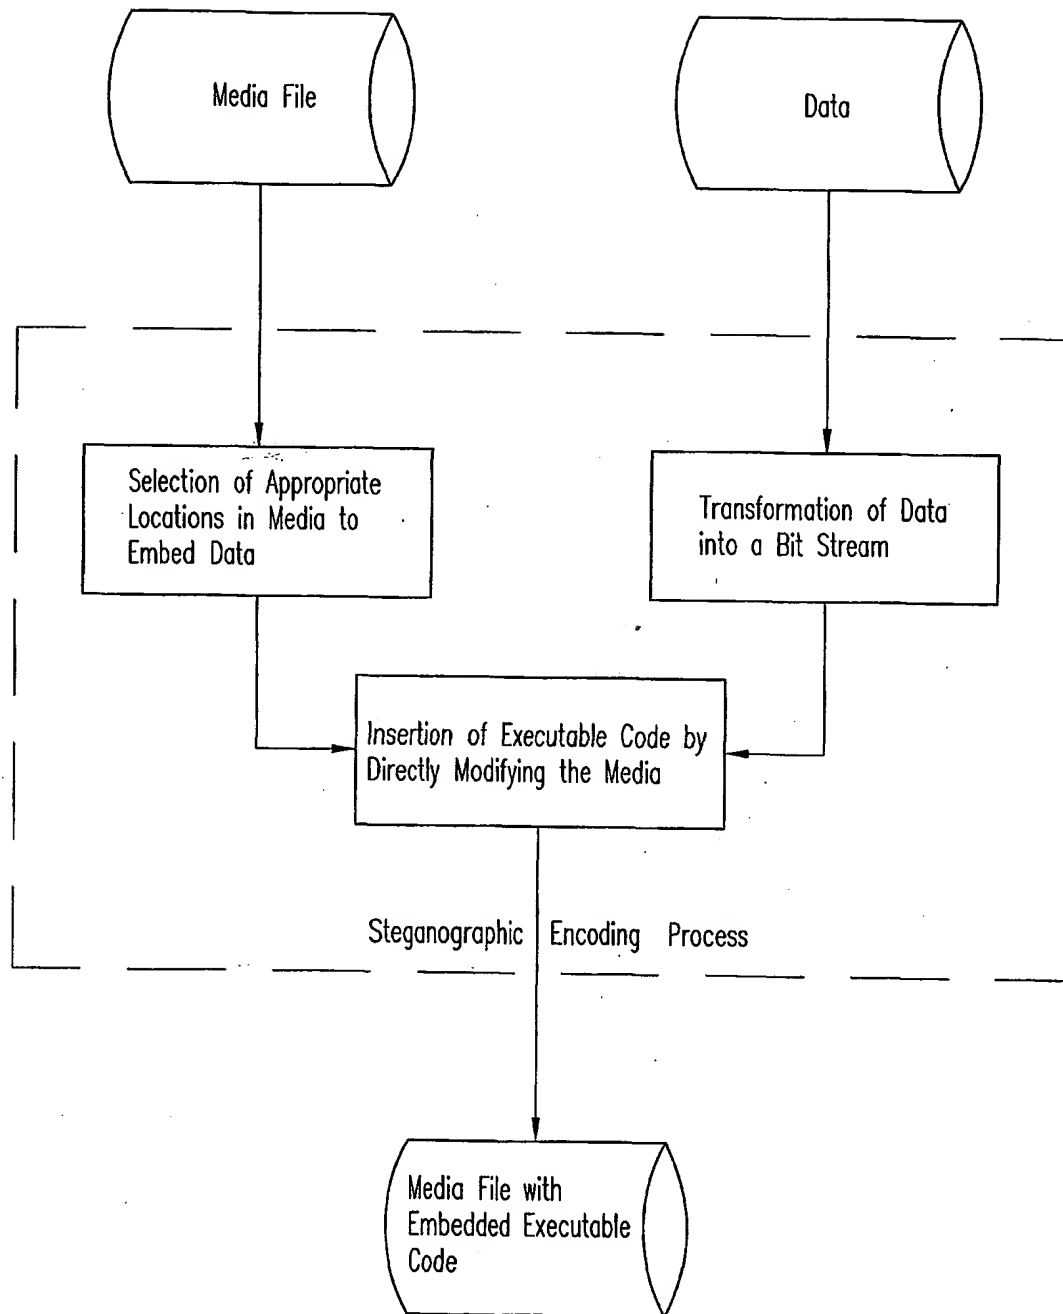 Media File
Data
Selection of Appropriate
Locations in Media to
Embed Data
Transformation of Data
into a Bit Stream
Insertion of Executable Code by
Directly Modifying the Media
Steganographic Encoding Process
Media File with
Embedded Executable
Code